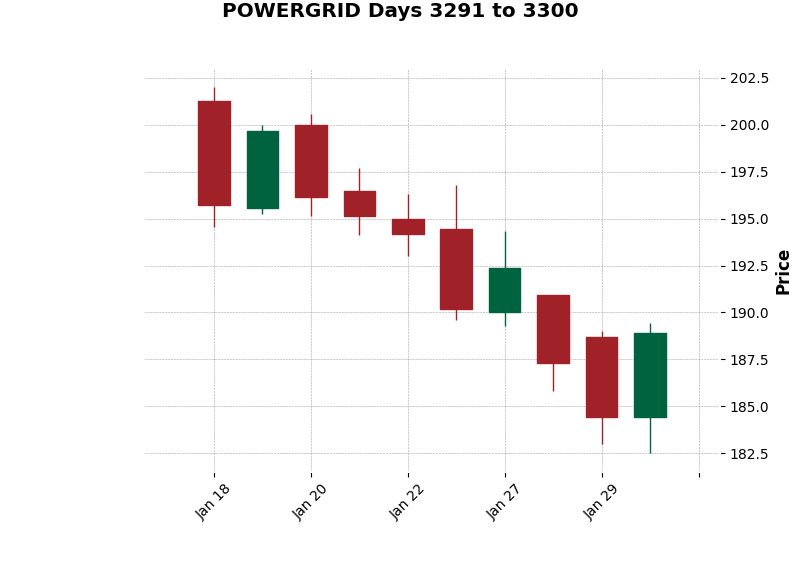 POWERGRID Days 3291 to 3300
202.5
200.0
197.5
195.0
192.5
190.0
187.5
185.0
182.5
Price
Jan 18
Jan 20
Jan 22
Jan 27
Jan 29